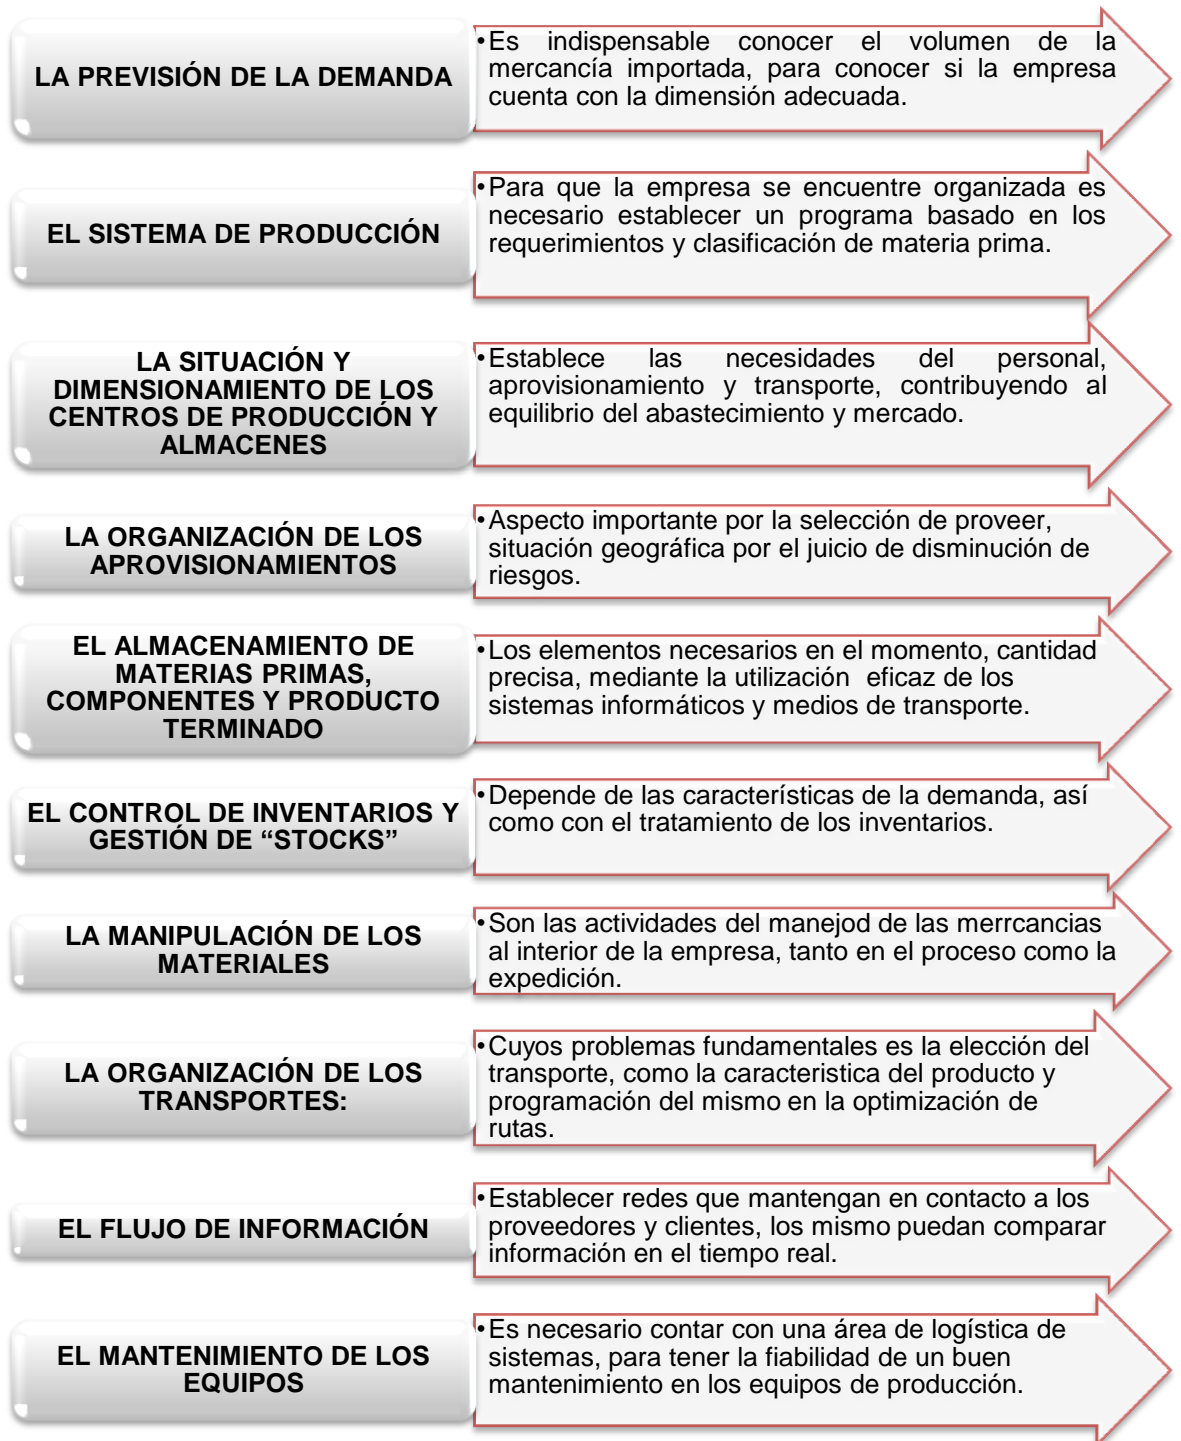 LA PREVISIÓN DE LA DEMANDA
•Es indispensable conocer el volumen de la
mercancía importada, para conocer si la empresa
cuenta con la dimensión adecuada.
EL SISTEMA DE PRODUCCIÓN
•Para que la empresa se encuentre organizada es
necesario establecer un programa basado en los
requerimientos y clasificación de materia prima.
LA SITUACIÓN Y
DIMENSIONAMIENTO DE LOS
CENTROS DE PRODUCCIÓN Y
ALMACENES
•Establece las necesidades del personal,
aprovisionamiento y transporte, contribuyendo al
equilibrio del abastecimiento y mercado.
LA ORGANIZACIÓN DE LOS
APROVISIONAMIENTOS
•Aspecto importante por la selección de proveer,
situación geográfica por el juicio de disminución de
riesgos.
EL ALMACENAMIENTO DE
MATERIAS PRIMAS,
COMPONENTES Y PRODUCTO
TERMINADO
•Los elementos necesarios en el momento, cantidad
precisa, mediante la utilización eficaz de los
sistemas informáticos y medios de transporte.
EL CONTROL DE INVENTARIOS Y
GESTIÓN DE “STOCKS”
•Depende de las características de la demanda, así
como con el tratamiento de los inventarios.
LA MANIPULACIÓN DE LOS
MATERIALES
•Son las actividades del manejod de las merrcancias
al interior de la empresa, tanto en el proceso como la
expedición.
LA ORGANIZACIÓN DE LOS
TRANSPORTES:
•Cuyos problemas fundamentales es la elección del
transporte, como la caracteristica del producto y
programación del mismo en la optimización de
rutas.
EL FLUJO DE INFORMACIÓN
•Establecer redes que mantengan en contacto a los
proveedores y clientes, los mismo puedan comparar
información en el tiempo real.
EL MANTENIMIENTO DE LOS
EQUIPOS
•Es necesario contar con una área de logística de
sistemas, para tener la fiabilidad de un buen
mantenimiento en los equipos de producción.